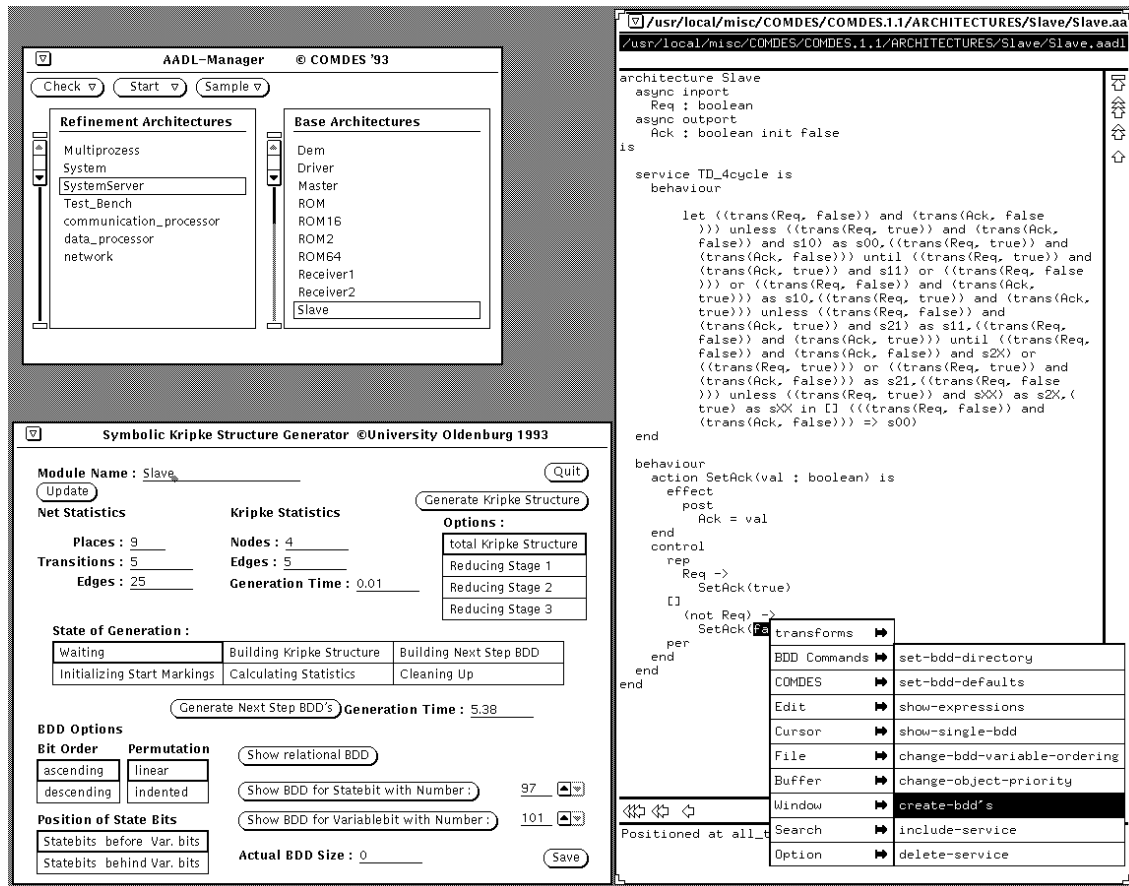 AADL-Manager © COMDES '93
Check Start Sample
Refinement Architectures
Multiprozess
System
SystemServer
Test_Bench
communication_processor
data_processor
network
Base Architectures
Dem
Driver
Master
ROM
ROM16
ROM2
ROM64
Receiver1
Receiver2
Slave
Symbolic Kripke Structure Generator ©University Oldenburg 1993
Module Name : Slave
Quit
Update
Generate Kripke Structure
Net Statistics
Places : 9
Transitions : 5
Edges : 25
Kripke Statistics
Nodes : 4
Edges : 5
Generation Time : 0.01
Options :
total Kripke Structure
Reducing Stage 1
Reducing Stage 2
Reducing Stage 3
State of Generation :
Waiting Building Kripke Structure Building Next Step BDD
Initializing Start Markings Calculating Statistics Cleaning Up
Generate Next Step BDD's Generation Time : 5.38
BDD Options
Bit Order Permutation
ascending linear
descending indented
Position of State Bits
Statebits before Var. bits
Statebits behind Var. bits
Show relational BDD
Show BDD for Statebit with Number : 97
Show BDD for Variablebit with Number : 101
Actual BDD Size : 0
Save
/usr/local/misc/COMDES/COMDES.1.1/ARCHITECTURES/Slave/Slave.aa
/usr/local/misc/COMDES/COMDES.1.1/ARCHITECTURES/Slave/Slave.aadl
architecture Slave
async inport
Req : boolean
async outport
Ack : boolean init false
is
service TD_4cycle is
behaviour
let ((trans(Req, false)) and (trans(Ack, false
))) unless ((trans(Req, true)) and (trans(Ack,
false)) and s10) as s00,((trans(Req, true)) and
(trans(Ack, false))) until ((trans(Req, true)) and
(trans(Ack, true)) and s11) or ((trans(Req, false
))) or ((trans(Req, false)) and (trans(Ack,
true))) as s10,((trans(Req, true)) and (trans(Ack,
true))) unless ((trans(Req, false)) and
(trans(Ack, true)) and s21) as s11,((trans(Req,
false)) and (trans(Ack, true))) until ((trans(Req,
false)) and (trans(Ack, false)) and s2X) or
((trans(Req, true))) or ((trans(Req, true)) and
(trans(Ack, false))) as s21,((trans(Req, false
))) unless ((trans(Req, true)) and sXX) as s2X,(
true) as sXX in [] (((trans(Req, false)) and
(trans(Ack, false))) => s00)
end
behaviour
action SetAck(val : boolean) is
effect
post
Ack = val
end
control
rep
Req ->
SetAck(true)
[]
(not Req) ->
SetAck(fa
per
end
end
end
Positioned at all_t
transforms
BDD Commands
COMDES
Edit
Cursor
File
Buffer
Window
Search
Option
set-bdd-directory
set-bdd-defaults
show-expressions
show-single-bdd
change-bdd-variable-ordering
change-object-priority
create-bdd's
include-service
delete-service